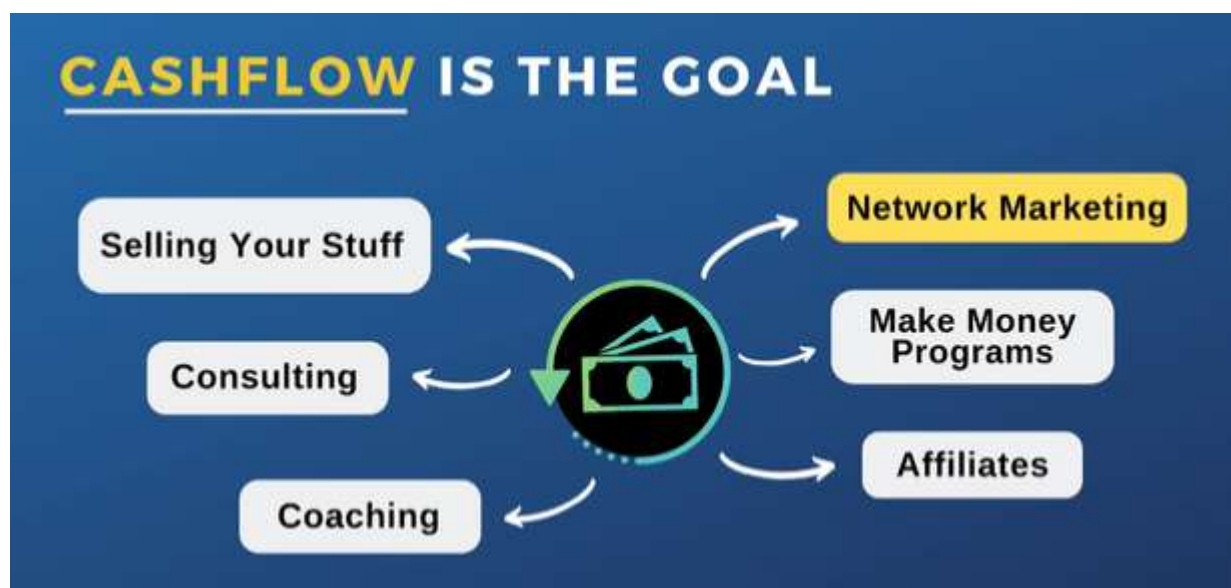 CASHFLOW IS THE GOAL
Selling Your Stuff
Consulting
Coaching
Network Marketing
Make Money
Programs
Affiliates